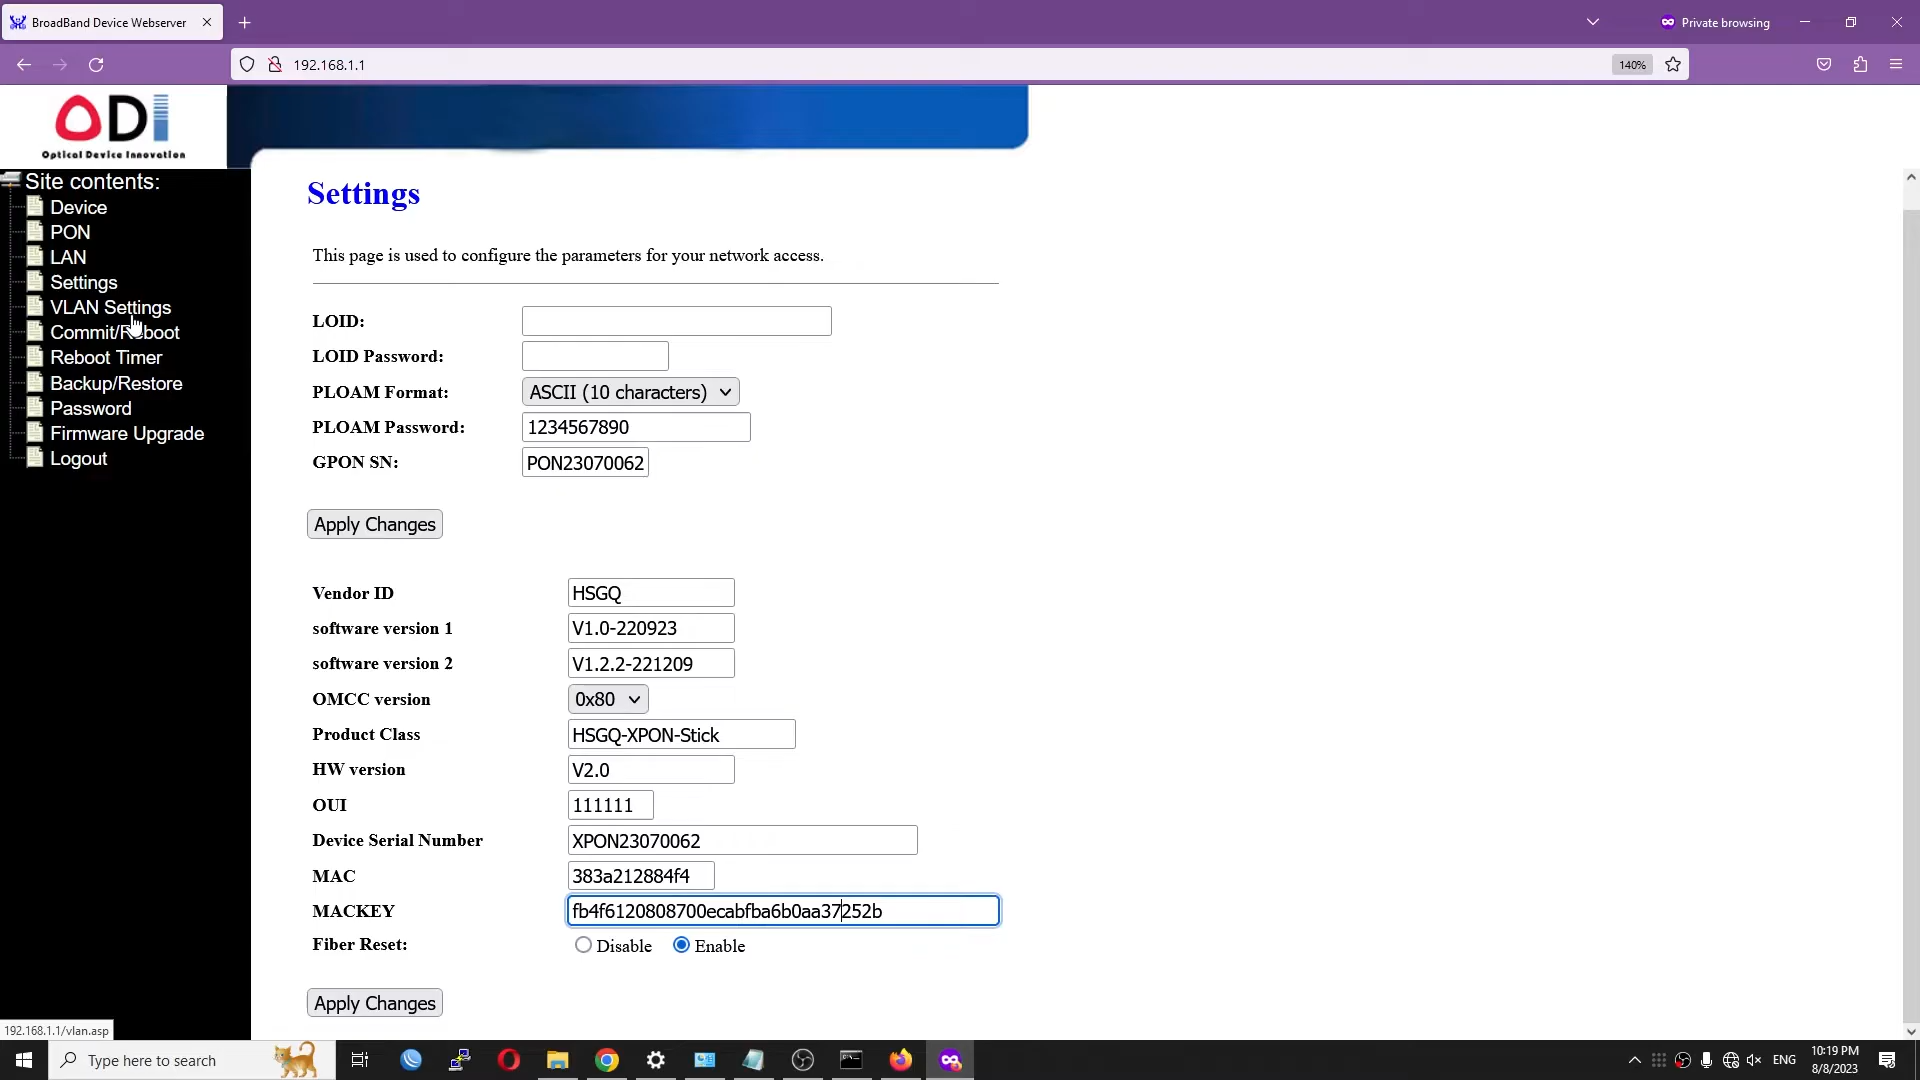 BroadBand Device Webserver
Private browsing
192.168.1.1
140%
ODI
Optical Device Innovation
Site contents:
Device
PON
LAN
Settings
VLAN Settings
Commit/Reboot
Reboot Timer
Backup/Restore
Password
Firmware Upgrade
Logout
Settings
This page is used to configure the parameters for your network access.
LOID:
LOID Password:
PLOAM Format: ASCII (10 characters)
PLOAM Password: 1234567890
GPON SN: PON23070062
Apply Changes
Vendor ID HSGQ
software version 1 V1.0-220923
software version 2 V1.2.2-221209
OMCC version 0x80
Product Class HSGQ-XPON-Stick
HW version V2.0
OUI 111111
Device Serial Number XPON23070062
MAC 383a212884f4
MACKEY fb4f6120808700ecabfba6b0aa37252b
Fiber Reset: Disable Enable
Apply Changes
192.168.1.1/vlan.asp
Type here to search
ENG
10:19 PM
8/8/2023